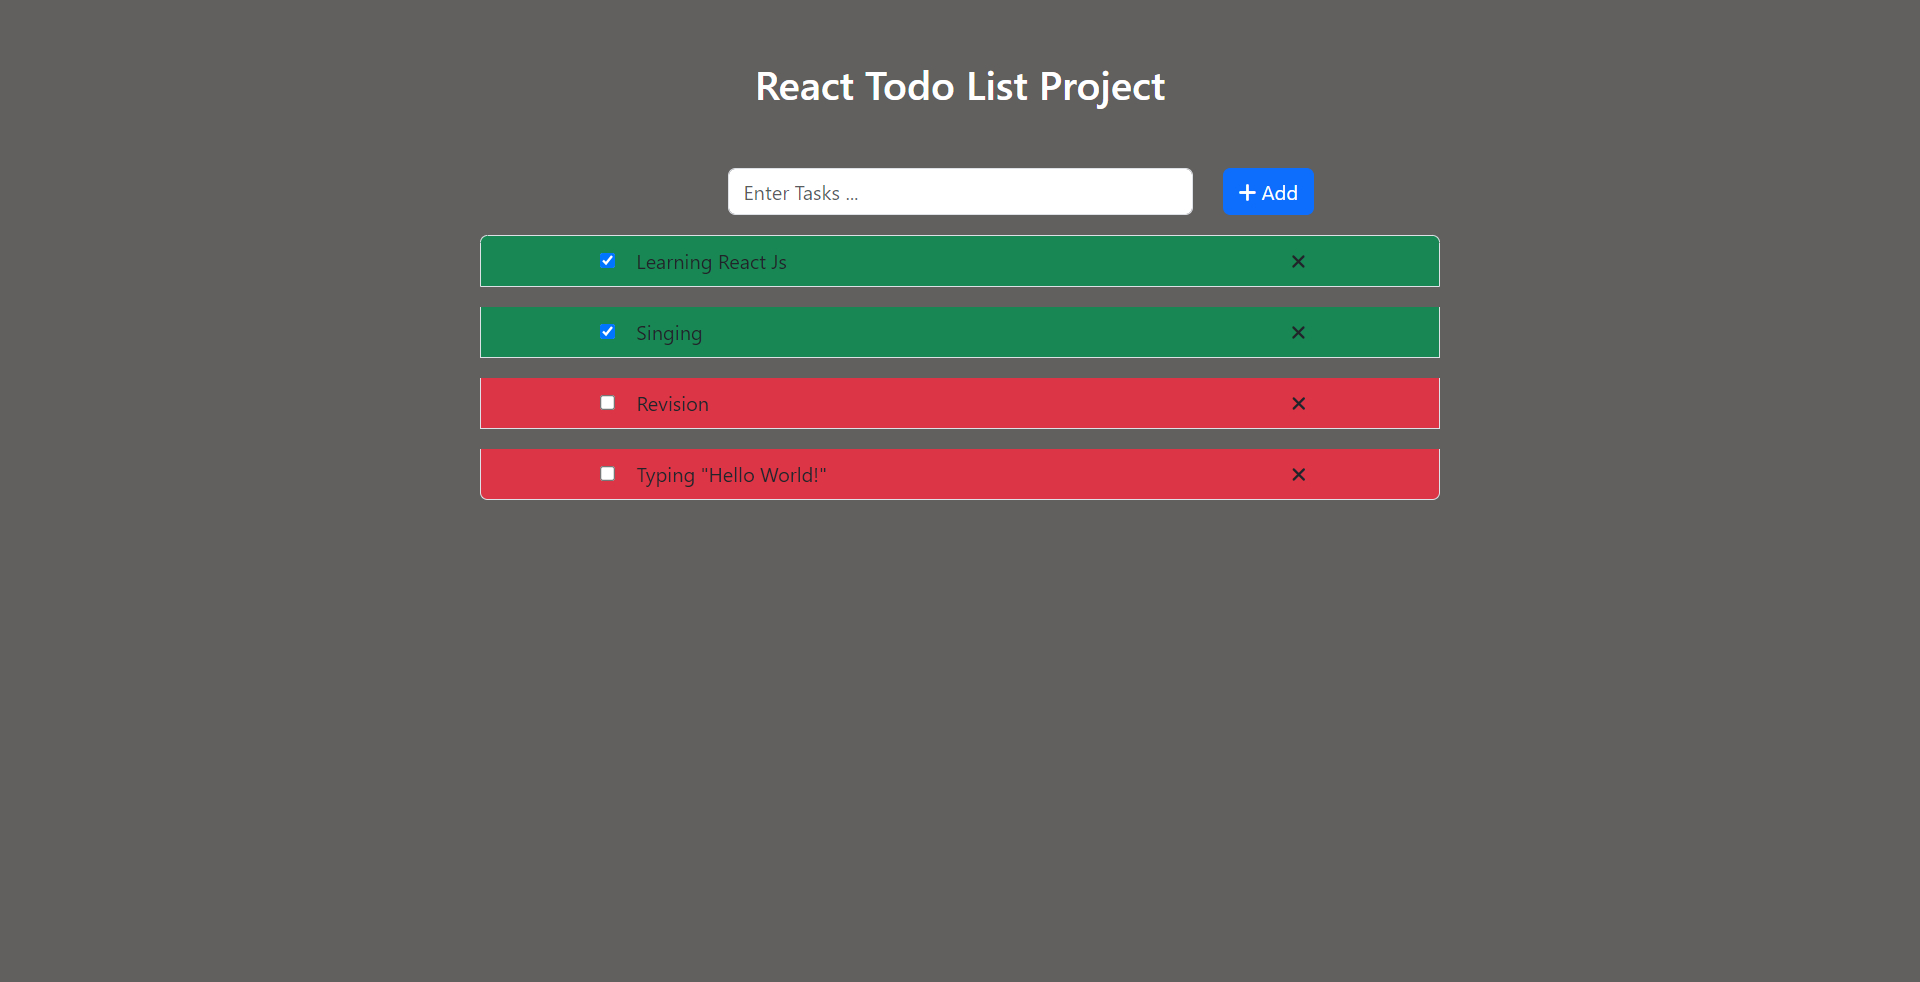 React Todo List Project
Enter Tasks ...
+ Add
Learning React Js
Singing
Revision
Typing "Hello World!"